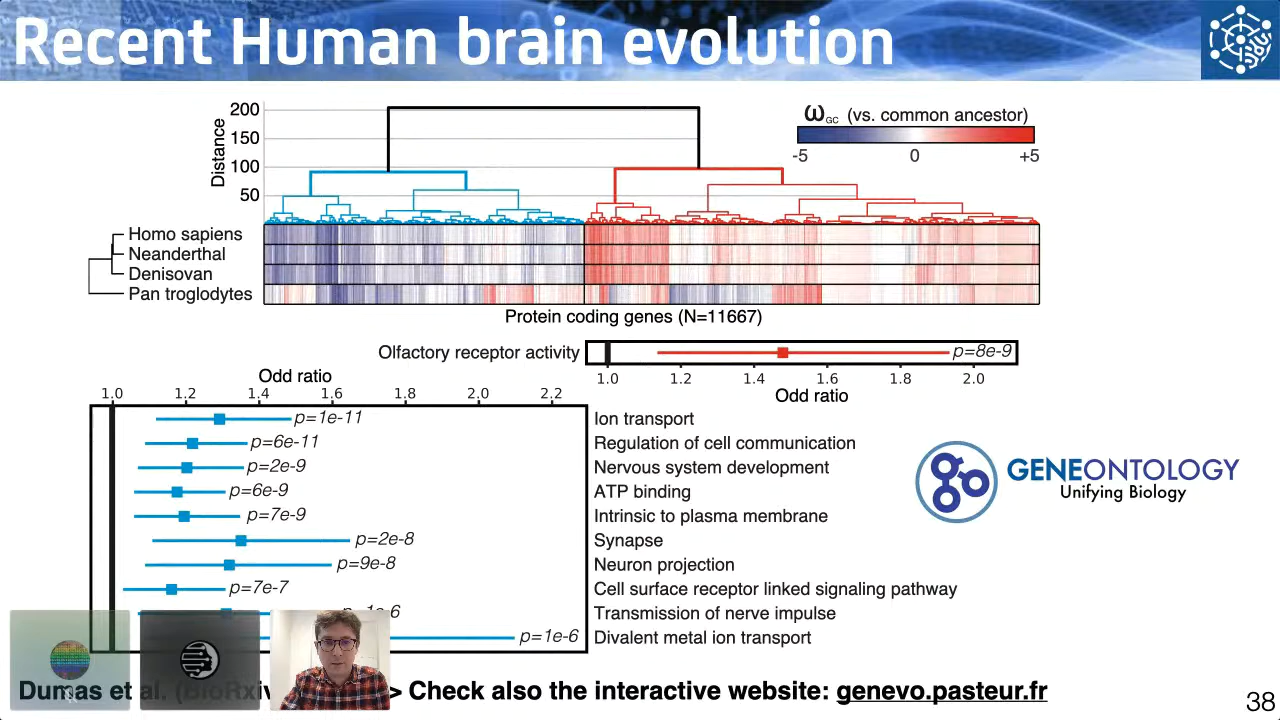 Recent Human brain evolution
200
150
100
50
Distance
ω GC (vs. common ancestor)
-5 0 +5
Homo sapiens
Neanderthal
Denisovan
Pan troglodytes
Protein coding genes (N=11667)
Olfactory receptor activity p=8e-9
1.0 1.2 1.4 1.6 1.8 2.0
Odd ratio
Odd ratio
1.0 1.2 1.4 1.6 1.8 2.0 2.2
p=1e-11 Ion transport
p=6e-11 Regulation of cell communication
p=2e-9 Nervous system development
p=6e-9 ATP binding
p=7e-9 Intrinsic to plasma membrane
p=2e-8 Synapse
p=9e-8 Neuron projection
p=7e-7 Cell surface receptor linked signaling pathway
p=1e-6 Transmission of nerve impulse
p=1e-6 Divalent metal ion transport
GENEONTOLOGY
Unifying Biology
Dumas et al. (BioRxiv > Check also the interactive website: genevo.pasteur.fr
38